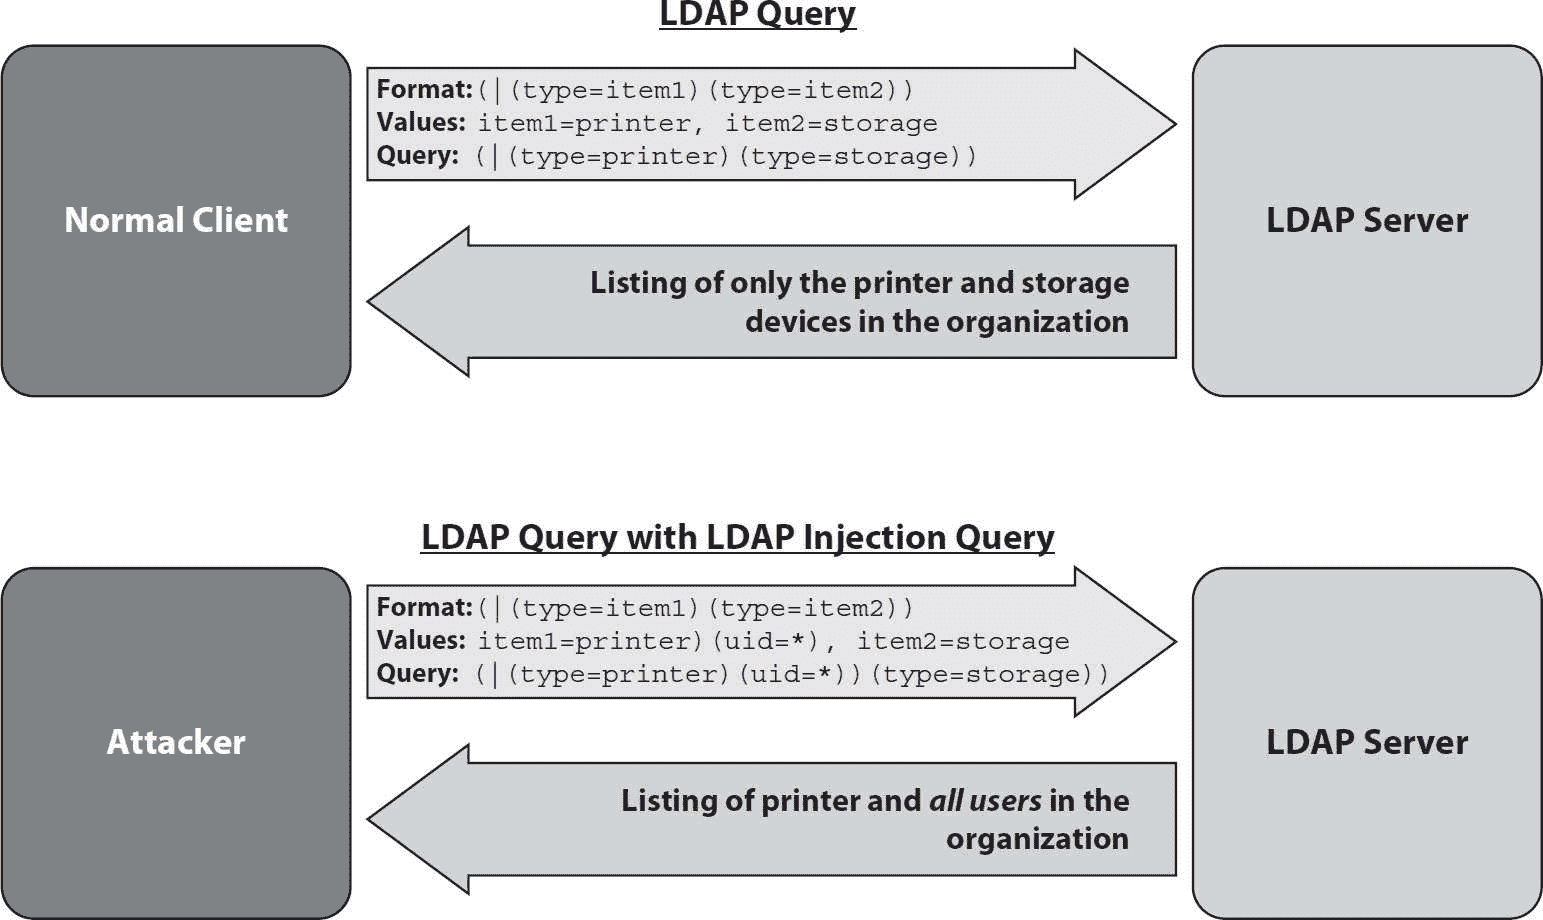 LDAP Query
Normal Client
Format:(|(type=item1)(type=item2))
Values: item1=printer, item2=storage
Query: (|(type=printer)(type=storage))
LDAP Server
Listing of only the printer and storage
devices in the organization
LDAP Query with LDAP Injection Query
Attacker
Format:(|(type=item1)(type=item2))
Values: item1=printer)(uid=*), item2=storage
Query: (|(type=printer)(uid=*))(type=storage))
LDAP Server
Listing of printer and all users in the
organization